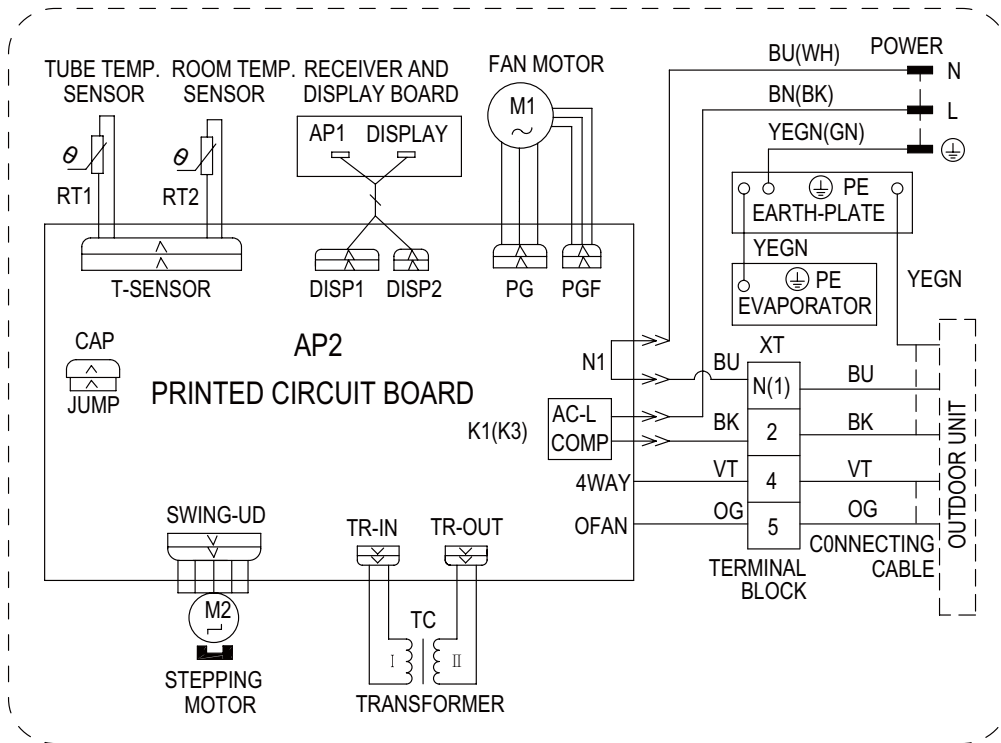 TUBE TEMP.
SENSOR
ROOM TEMP.
SENSOR
RECEIVER AND
DISPLAY BOARD
FAN MOTOR
BU(WH)
POWER
N
BN(BK)
L
YEGN(GN)
AP1 DISPLAY
M1
θ
RT1
θ
RT2
PE
EARTH-PLATE
YEGN
PE
EVAPORATOR
YEGN
T-SENSOR
DISP1
DISP2
PG
PGF
CAP
JUMP
AP2
PRINTED CIRCUIT BOARD
N1
XT
BU
N(1)
BU
K1(K3)
AC-L
COMP
BK
2
BK
4WAY
VT
4
VT
OFAN
OG
5
OG
TERMINAL
BLOCK
C0NNECTING
CABLE
OUTDOOR UNIT
SWING-UD
M2
STEPPING
MOTOR
TR-IN
TR-OUT
TC
I
II
TRANSFORMER